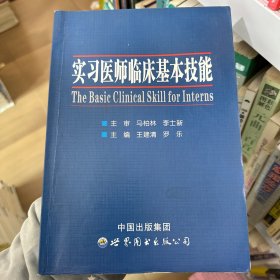 实习医师临床基本技能
The Basic Clinical Skill for Interns
主审 马柏林 李士新
主编 王建清 罗乐
中国出版集团
世界图书出版公司